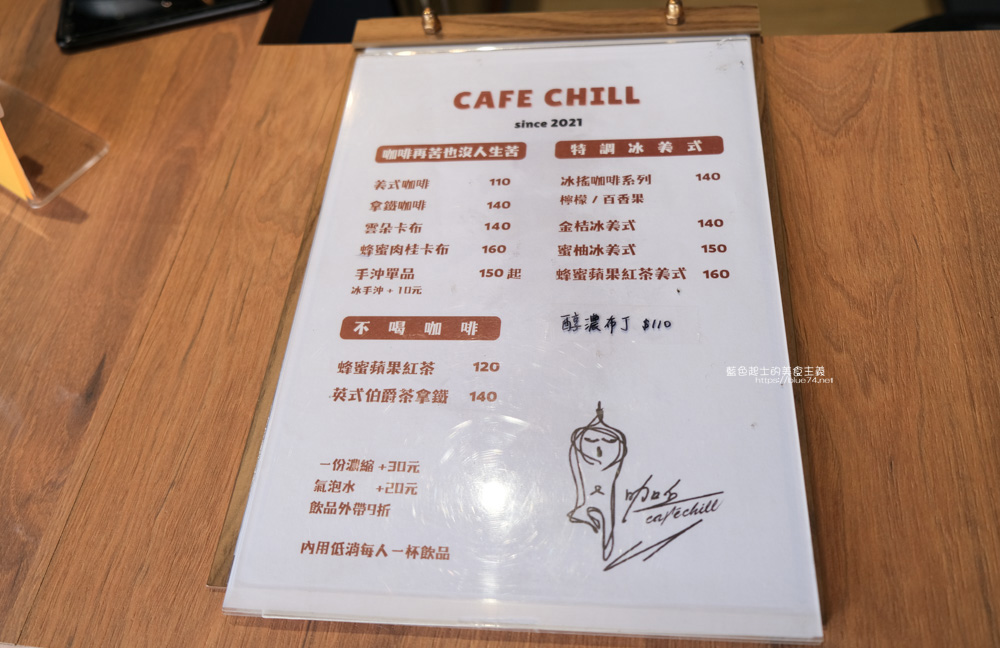 CAFE CHILL
since 2021
咖啡再苦也沒人生苦
美式咖啡 110
拿鐵咖啡 140
雲朵卡布 140
蜂蜜肉桂卡布 160
手沖單品 150 起
冰手沖 + 10元
特調冰美式
冰搖咖啡系列 140
檸檬 / 百香果
金桔冰美式 140
蜜柚冰美式 150
蜂蜜蘋果紅茶美式 160
醇濃布丁 $110
不喝咖啡
蜂蜜蘋果紅茶 120
英式伯爵茶拿鐵 140
一份濃縮 +30元
氣泡水 +20元
飲品外帶9折
內用低消每人一杯飲品
caféchill
藍色起士的美食主義
https://blue74.net